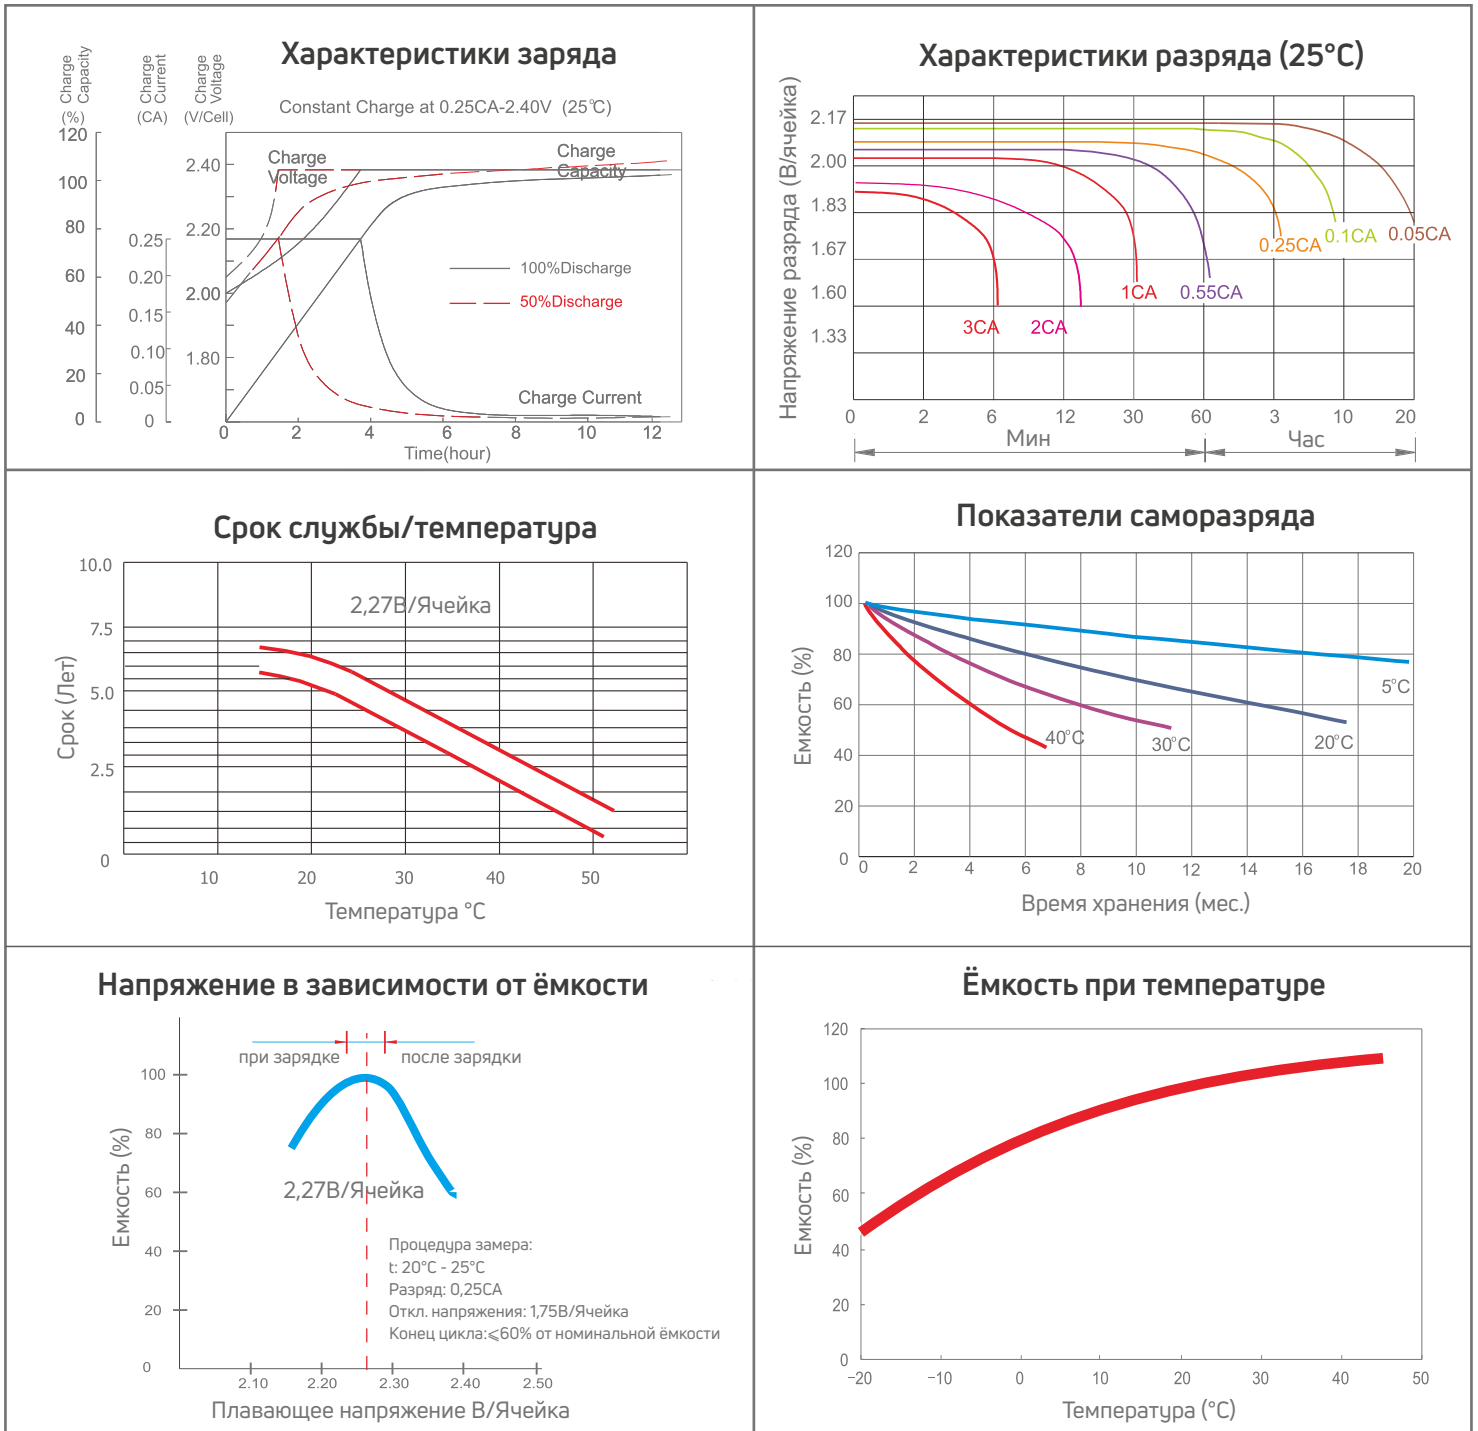 Характеристики заряда
Charge Capacity
(%)
Charge Current
(CA)
Charge Voltage
(V/Cell)
Constant Charge at 0.25CA-2.40V (25℃)
120
100
80
60
40
20
0
0.25
0.20
0.15
0.10
0.05
0
2.40
2.20
2.00
1.80
Charge
Voltage
Charge
Capacity
100%Discharge
50%Discharge
Charge Current
0 2 4 6 8 10 12
Time(hour)
Характеристики разряда (25°C)
Напряжение разряда (В/ячейка)
2.17
2.00
1.83
1.67
1.60
1.33
3CA
2CA
1CA
0.55CA
0.25CA
0.1CA
0.05CA
0 2 6 12 30 60 3 10 20
Мин
Час
Срок службы/температура
2,27В/Ячейка
Срок (Лет)
10.0
7.5
5.0
2.5
0
10 20 30 40 50
Температура °C
Показатели саморазряда
Емкость (%)
120
100
80
60
40
20
0
5°C
20°C
30°C
40°C
0 2 4 6 8 10 12 14 16 18 20
Время хранения (мес.)
Напряжение в зависимости от ёмкости
при зарядке
после зарядки
Емкость (%)
100
80
60
40
20
0
2,27В/Ячейка
Процедура замера:
t: 20°C - 25°C
Разряд: 0,25CA
Откл. напряжения: 1,75В/Ячейка
Конец цикла:⩽60% от номинальной ёмкости
2.10 2.20 2.30 2.40 2.50
Плавающее напряжение В/Ячейка
Ёмкость при температуре
Емкость (%)
120
100
80
60
40
20
0
−20 −10 0 10 20 30 40 50
Температура (°C)